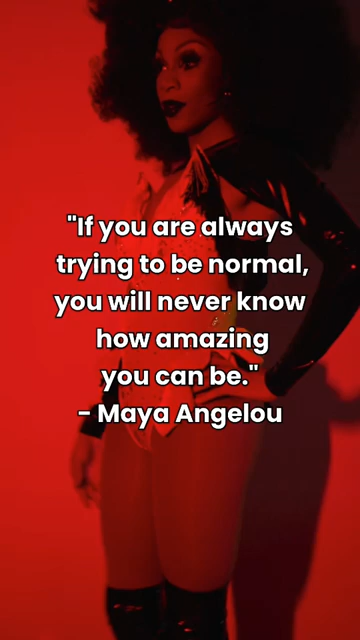 "If you are always
trying to be normal,
you will never know
how amazing
you can be."
- Maya Angelou